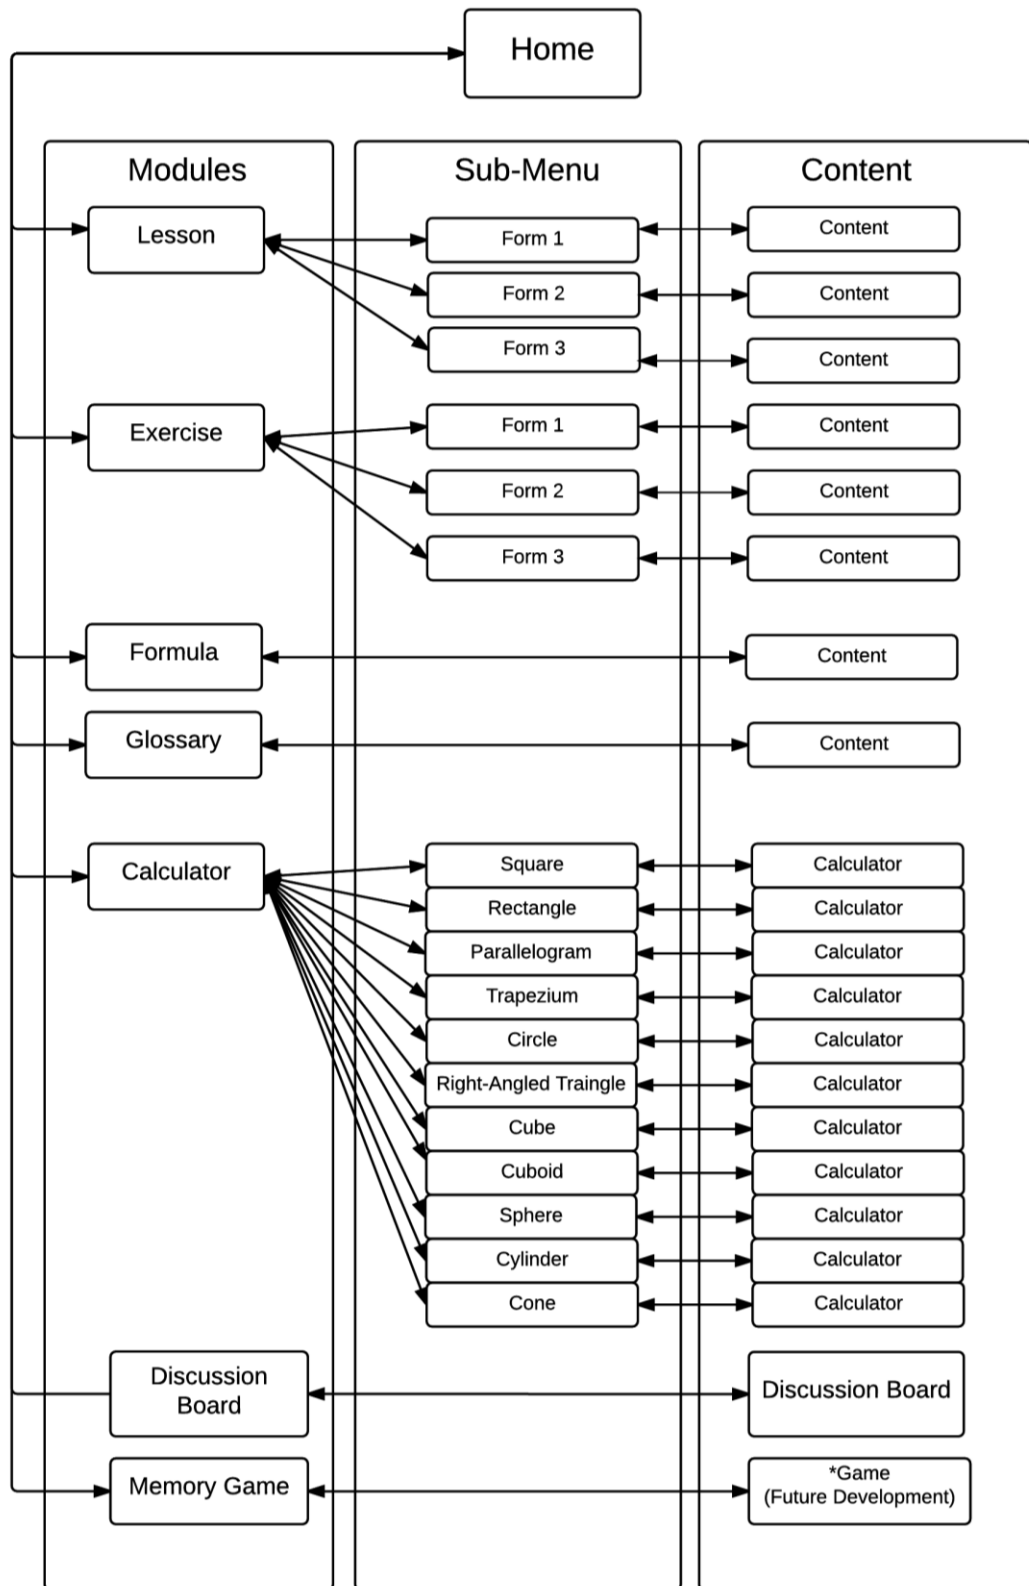 Home
Modules
Sub-Menu
Content
Lesson
Form 1
Content
Form 2
Content
Form 3
Content
Exercise
Form 1
Content
Form 2
Content
Form 3
Content
Formula
Content
Glossary
Content
Calculator
Square
Calculator
Rectangle
Calculator
Parallelogram
Calculator
Trapezium
Calculator
Circle
Calculator
Right-Angled Traingle
Calculator
Cube
Calculator
Cuboid
Calculator
Sphere
Calculator
Cylinder
Calculator
Cone
Calculator
Discussion
Board
Discussion Board
Memory Game
*Game
(Future Development)